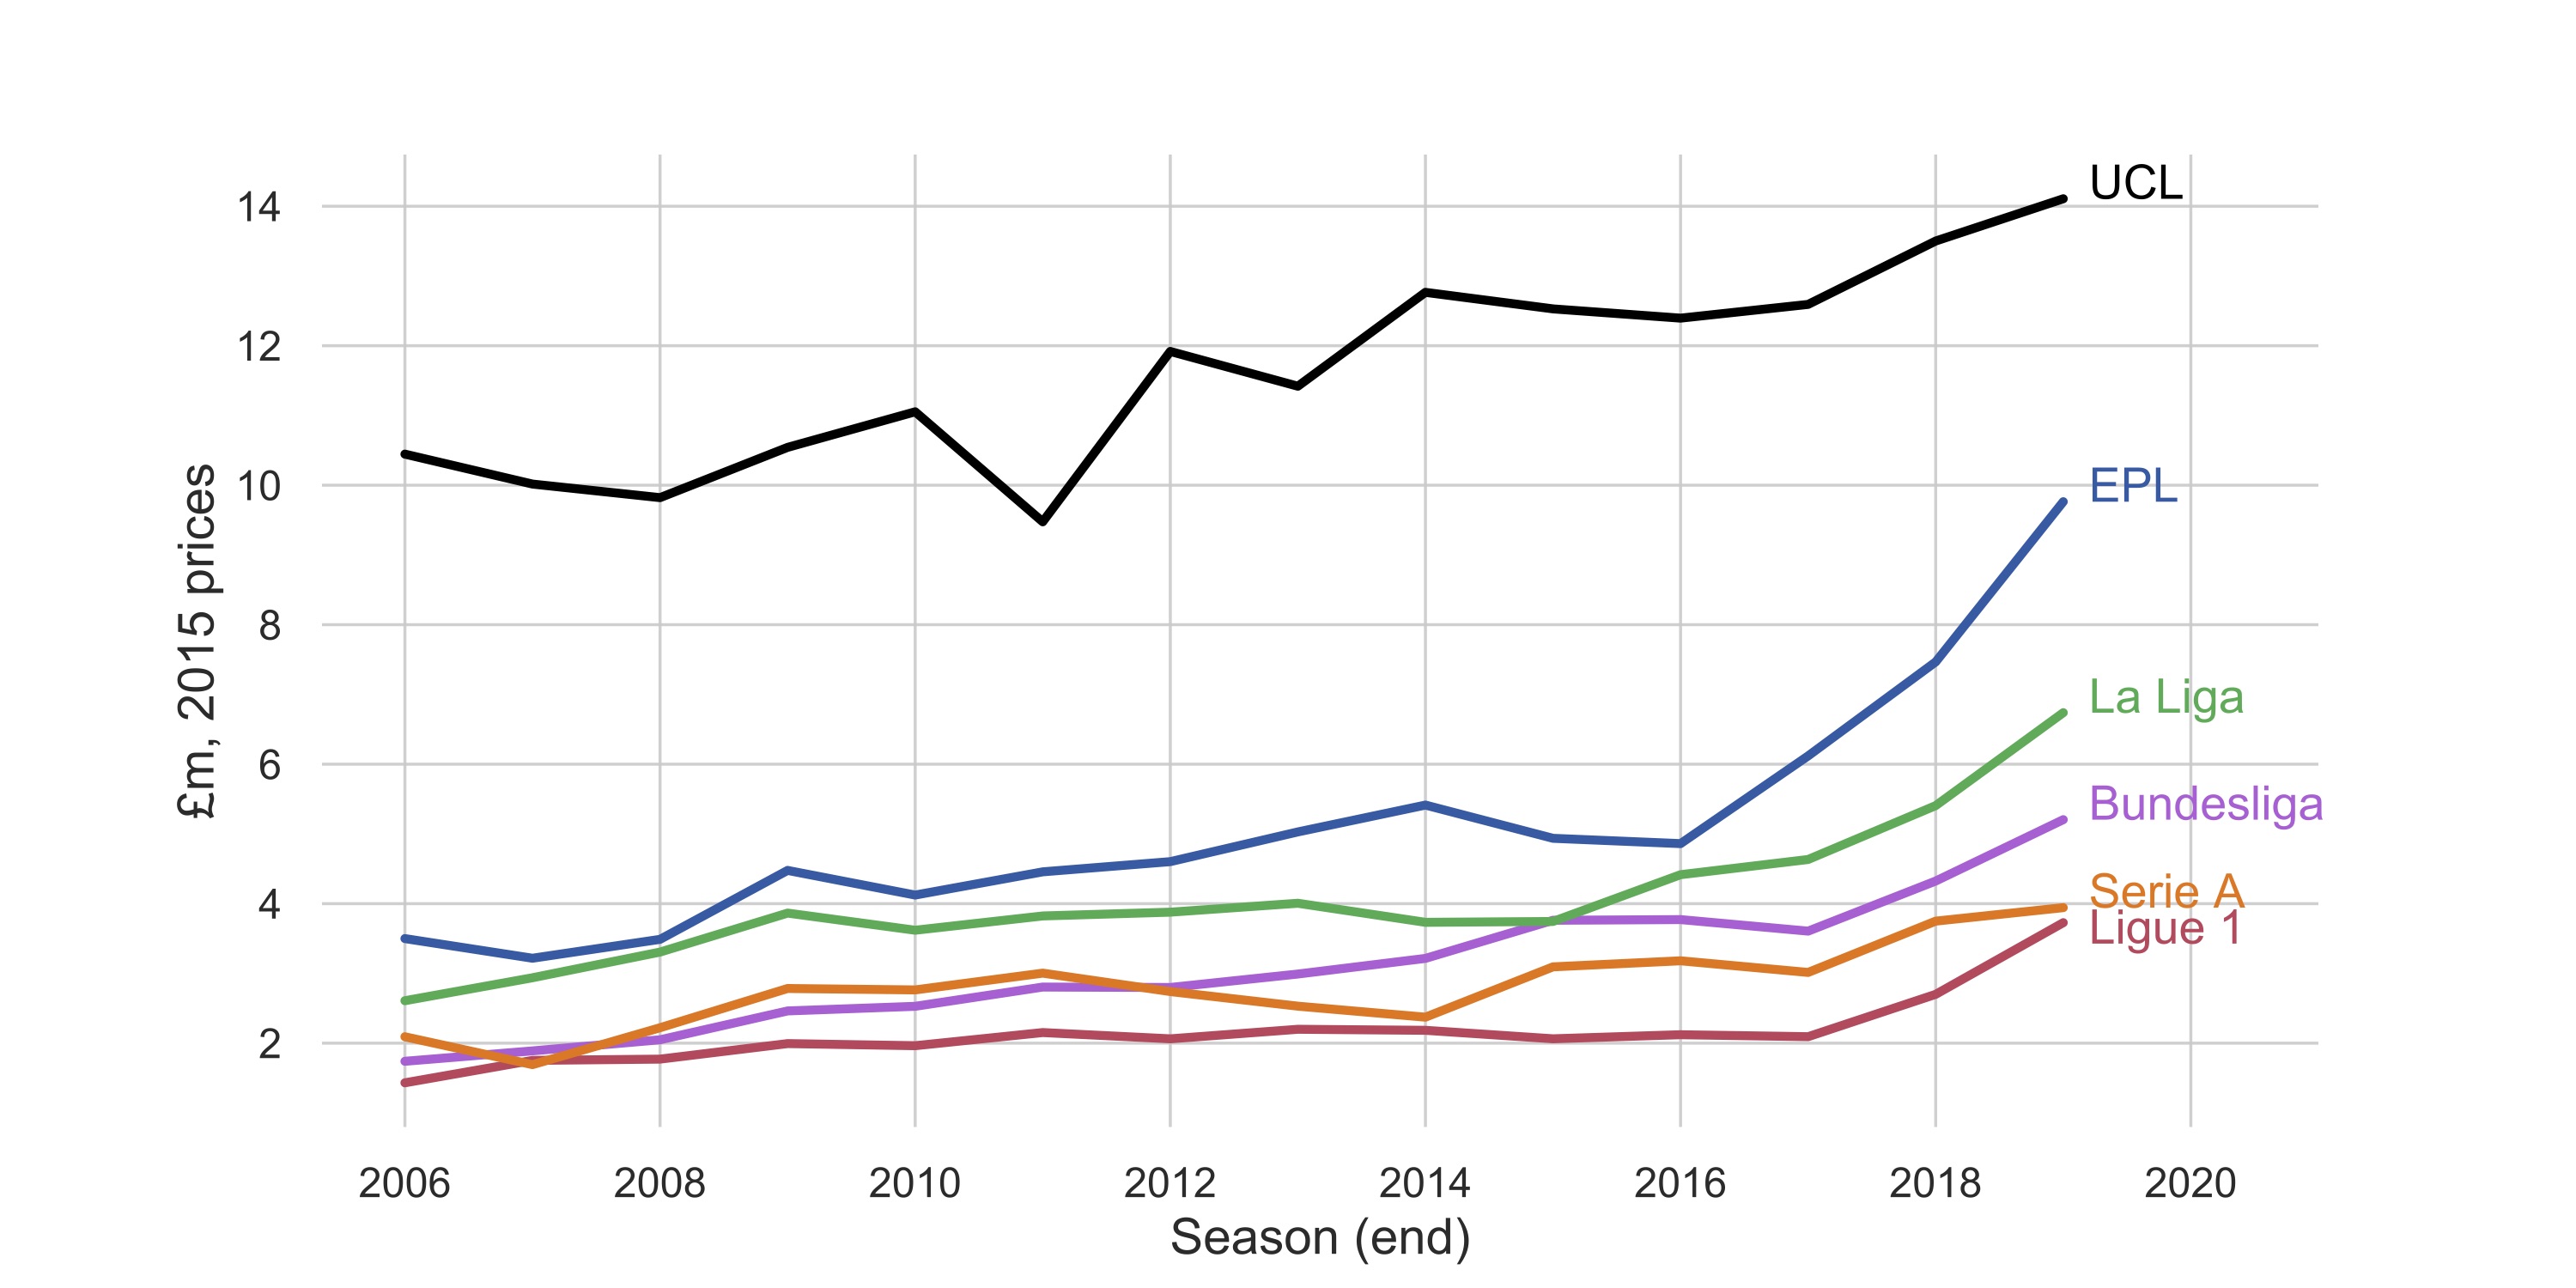 UCL
14
12
EPL
10
8
La Liga
6
Bundesliga
Serie A
4
Ligue 1
2
£m, 2015 prices
2006 2008 2010 2012 2014 2016 2018 2020
Season (end)